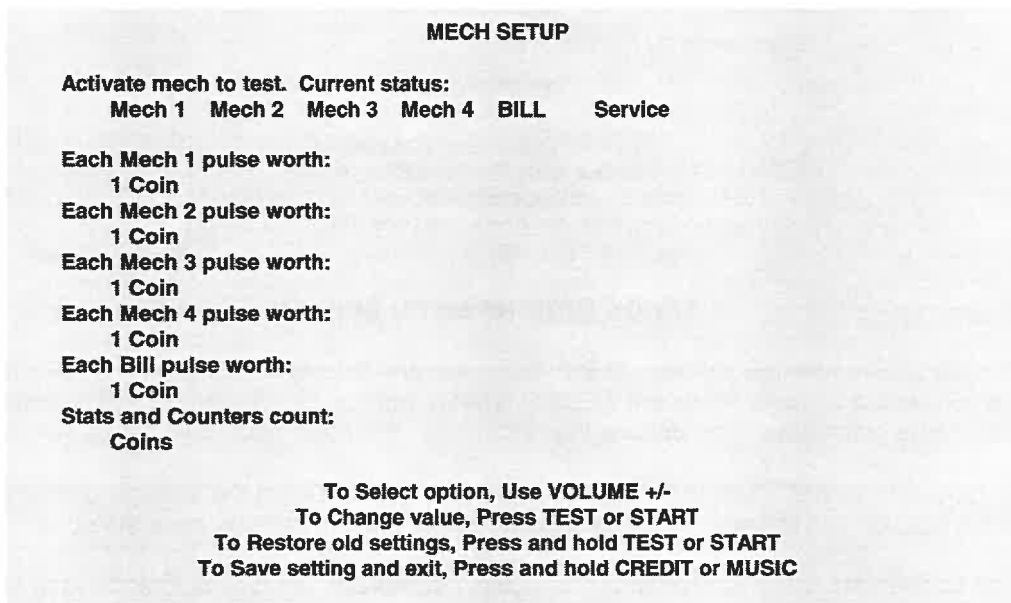 MECH SETUP
Activate mech to test. Current status:
Mech 1 Mech 2 Mech 3 Mech 4 BILL Service
Each Mech 1 pulse worth:
1 Coin
Each Mech 2 pulse worth:
1 Coin
Each Mech 3 pulse worth:
1 Coin
Each Mech 4 pulse worth:
1 Coin
Each Bill pulse worth:
1 Coin
Stats and Counters count:
Coins
To Select option, Use VOLUME +/-
To Change value, Press TEST or START
To Restore old settings, Press and hold TEST or START
To Save setting and exit, Press and hold CREDIT or MUSIC